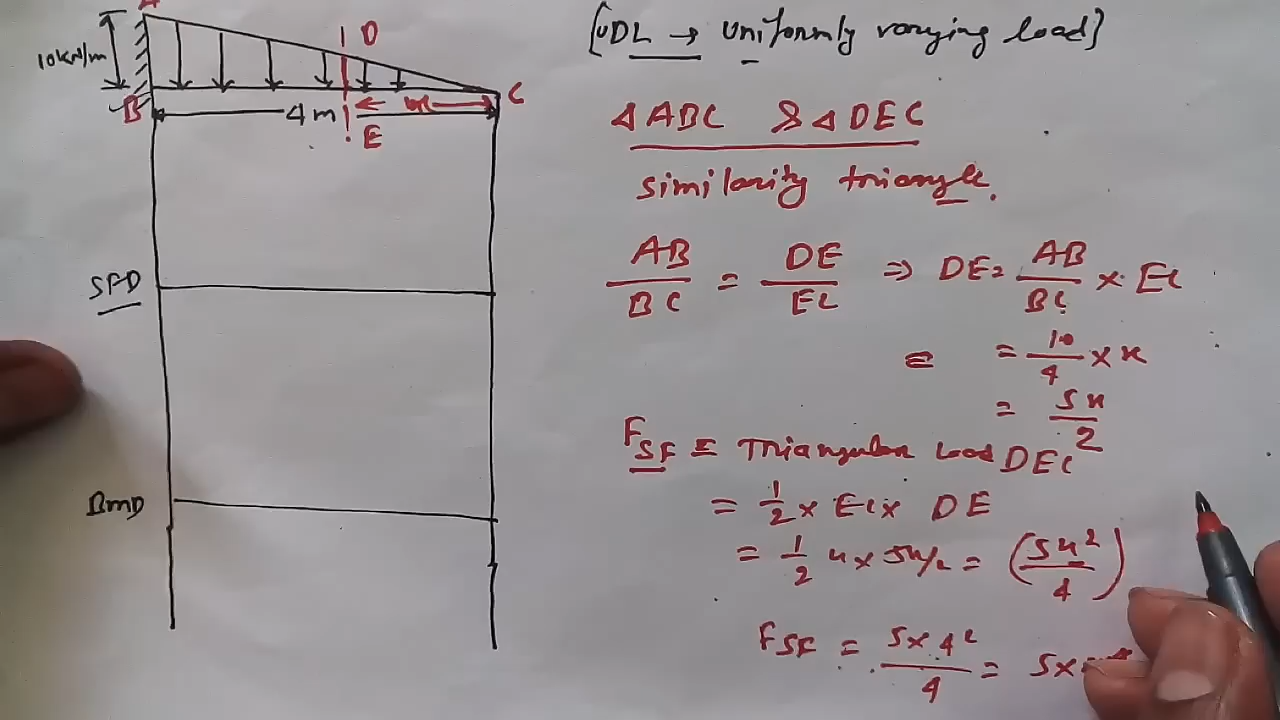 [UDL → Uniformly varying load]
A
10kN/m
D
B
C
4 m
x
E
△ABC & △DEC
similarity triangle.
AB/BC = DE/EC ⇒ DE = AB/BC × EC
= = 10/4 × x
SFD
= 5x/2
FSF = Triangular Load DEC
BMD
= 1/2 × EC × DE
= 1/2 x × 5x/2 = (5x²/4)
FSF = 5×4²/4 = 5×